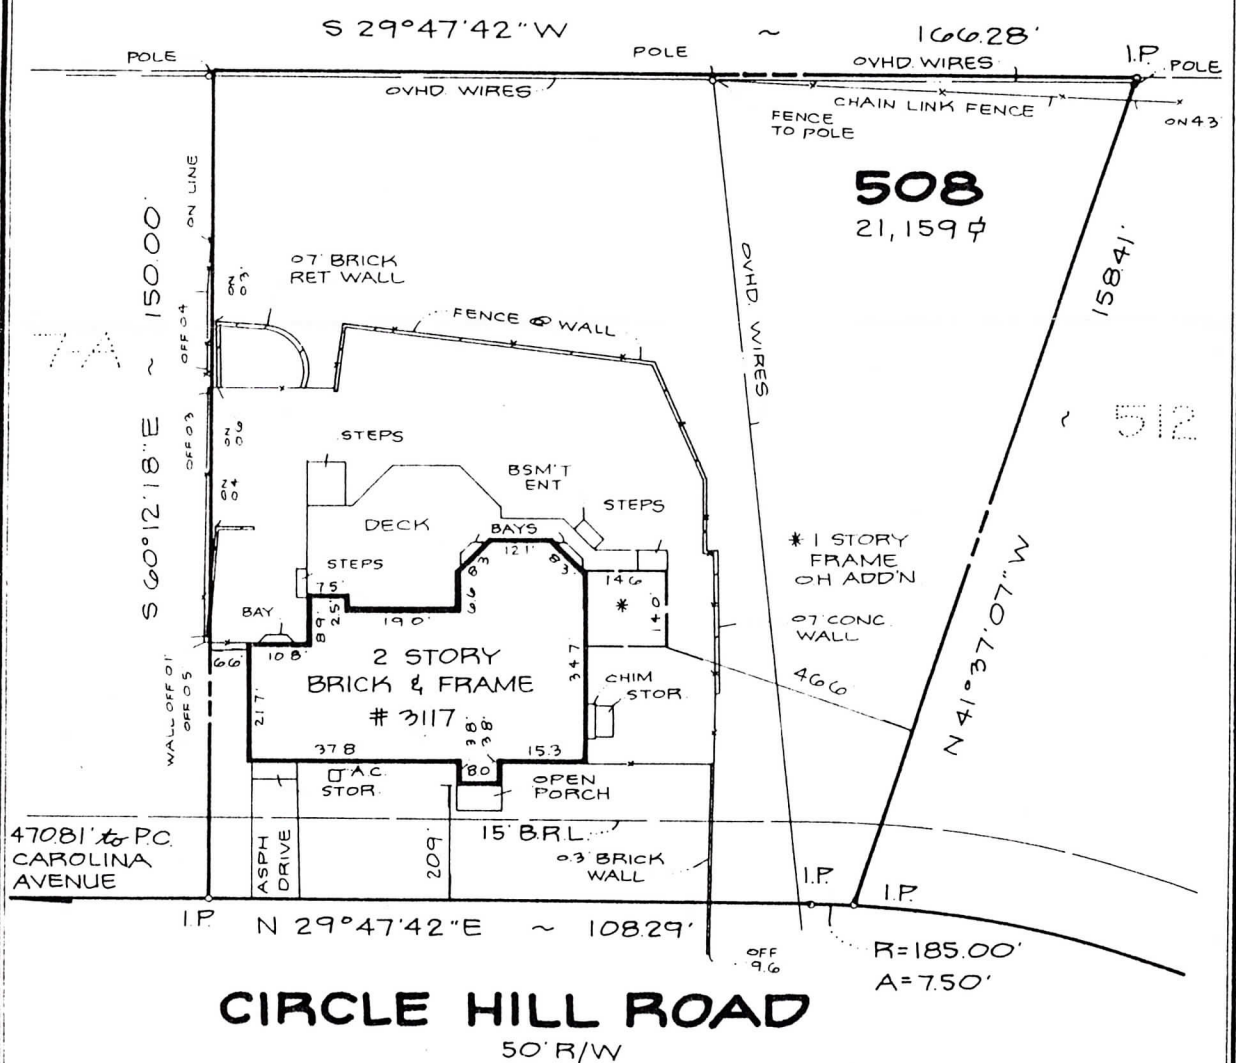 S 29°47'42"W ~ 166.28'
POLE
POLE
OVHD. WIRES
I.P.
POLE
OVHD. WIRES
CHAIN LINK FENCE
FENCE
TO POLE
ON 4.3
508
21,159 ⏍
ON LINE
S 60°12'18"E ~ 150.00'
07' BRICK
RET WALL
ON
0.3'
OFF 0.4
FENCE @ WALL
OVHD. WIRES
158.41'
7-A
~ 512
OFF 0.3
STEPS
BSM'T
ENT
STEPS
DECK
BAYS
12.1'
8.3
8.3
* 1 STORY
FRAME
OH ADD'N
STEPS
7.5'
14.6
*
14.0'
BAY
8.9'
2.5'
19.0'
9.9
0.7' CONC.
WALL
N 41°37'07"W
6.6'
10.8'
2 STORY
BRICK & FRAME
# 3117
34.7
46.6
CHIM
STOR.
WALL OFF 0.1'
OFF 0.5
21.7'
37.8
3.8'
3.8'
15.3
8.0
A.C.
STOR.
OPEN
PORCH
15' B.R.L.
470.81' to P.C.
CAROLINA
AVENUE
ASPH
DRIVE
20.9'
0.3' BRICK
WALL
I.P.
I.P.
I.P.
N 29°47'42"E ~ 108.29'
OFF
9.6
R=185.00'
A=7.50'
CIRCLE HILL ROAD
50' R/W